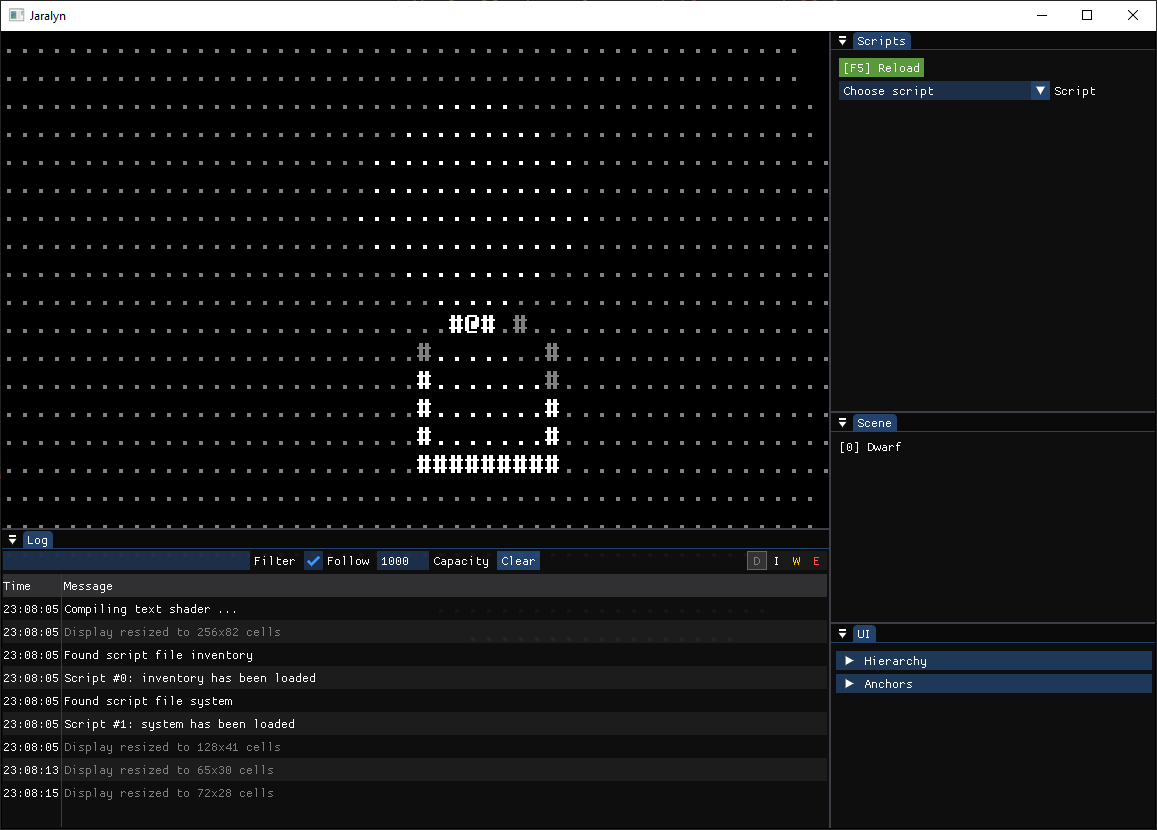 Jaralyn
Scripts
[F5] Reload
Choose script Script
#@# . #
#.......#
#.......#
#.......#
#.......#
#########
Scene
[0] Dwarf
Log
Filter Follow 1000 Capacity Clear D I W E
Time Message
23:08:05 Compiling text shader ...
23:08:05 Display resized to 256x82 cells
23:08:05 Found script file inventory
23:08:05 Script #0: inventory has been loaded
23:08:05 Found script file system
23:08:05 Script #1: system has been loaded
23:08:05 Display resized to 128x41 cells
23:08:13 Display resized to 65x30 cells
23:08:15 Display resized to 72x28 cells
UI
Hierarchy
Anchors